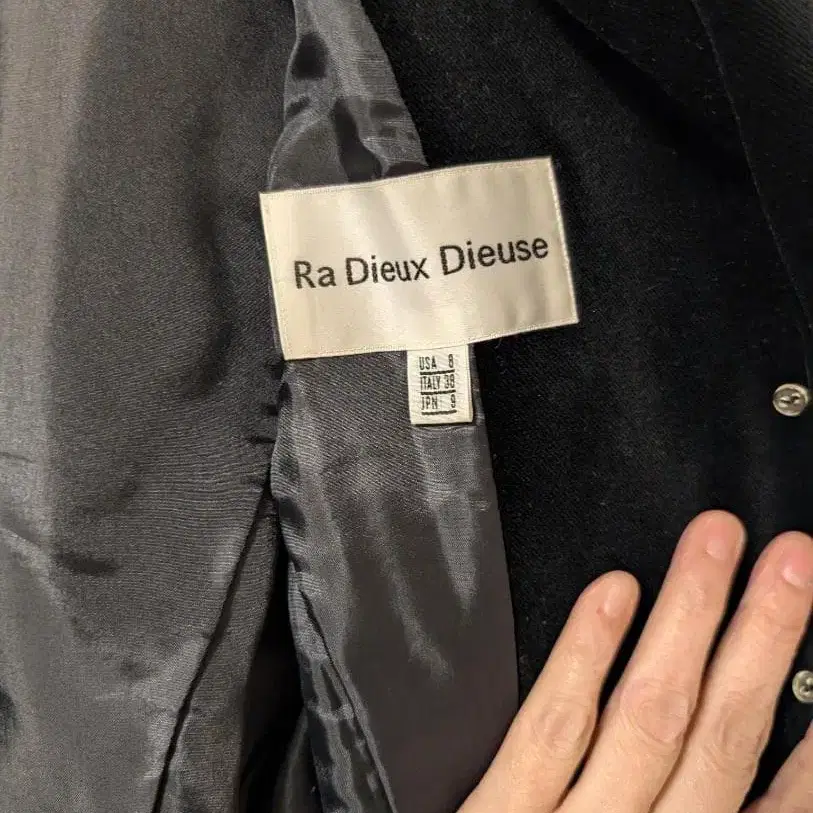 Ra Dieux Dieuse
USA 8
ITALY 38
JPN 9